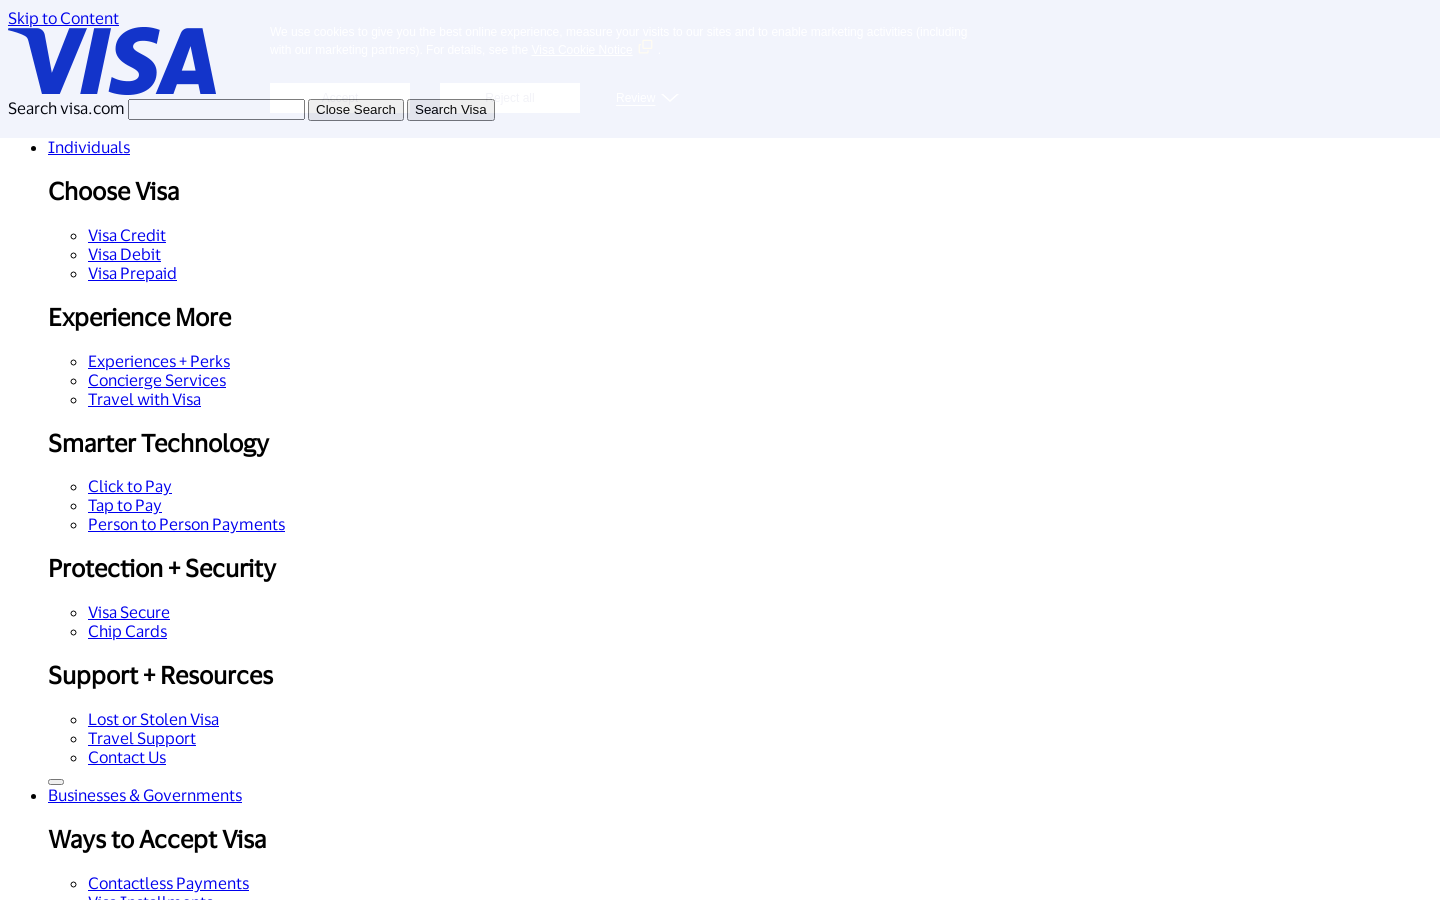 Skip to Content
VISA
We use cookies to give you the best online experience, measure your visits to our sites and to enable marketing activities (including
with our marketing partners). For details, see the Visa Cookie Notice
Reject all
Review
Search visa.com
Close Search
Search Visa
Individuals
Choose Visa
Visa Credit
Visa Debit
Visa Prepaid
Experience More
Experiences + Perks
Concierge Services
Travel with Visa
Smarter Technology
Click to Pay
Tap to Pay
Person to Person Payments
Protection + Security
Visa Secure
Chip Cards
Support + Resources
Lost or Stolen Visa
Travel Support
Contact Us
Businesses & Governments
Ways to Accept Visa
Contactless Payments
Visa Installments